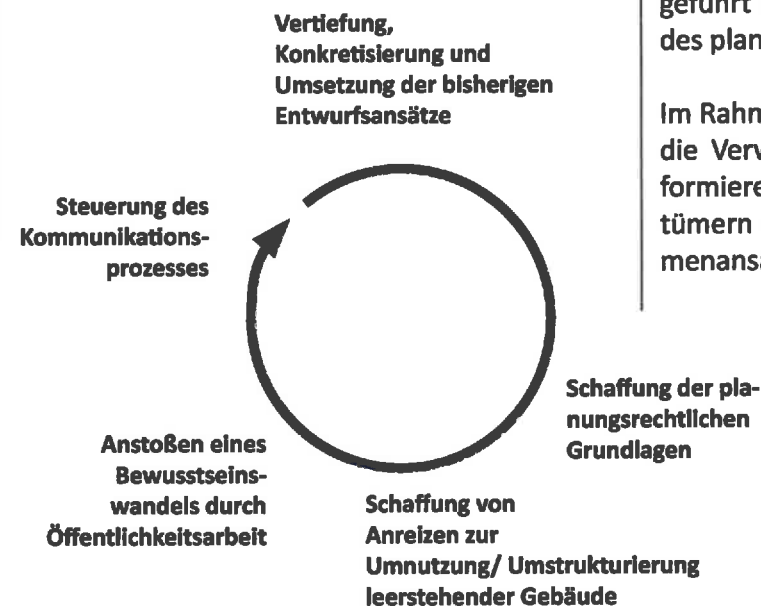 Vertiefung,
Konkretisierung und
Umsetzung der bisherigen
Entwurfsansätze
Steuerung des
Kommunikations-
prozesses
Schaffung der pla-
nungsrechtlichen
Grundlagen
Anstoßen eines
Bewusstseins-
wandels durch
Öffentlichkeitsarbeit
Schaffung von
Anreizen zur
Umnutzung/ Umstrukturierung
leerstehender Gebäude
geführt
des plan
Im Rahm
die Verw
formiere
tümern
menansa